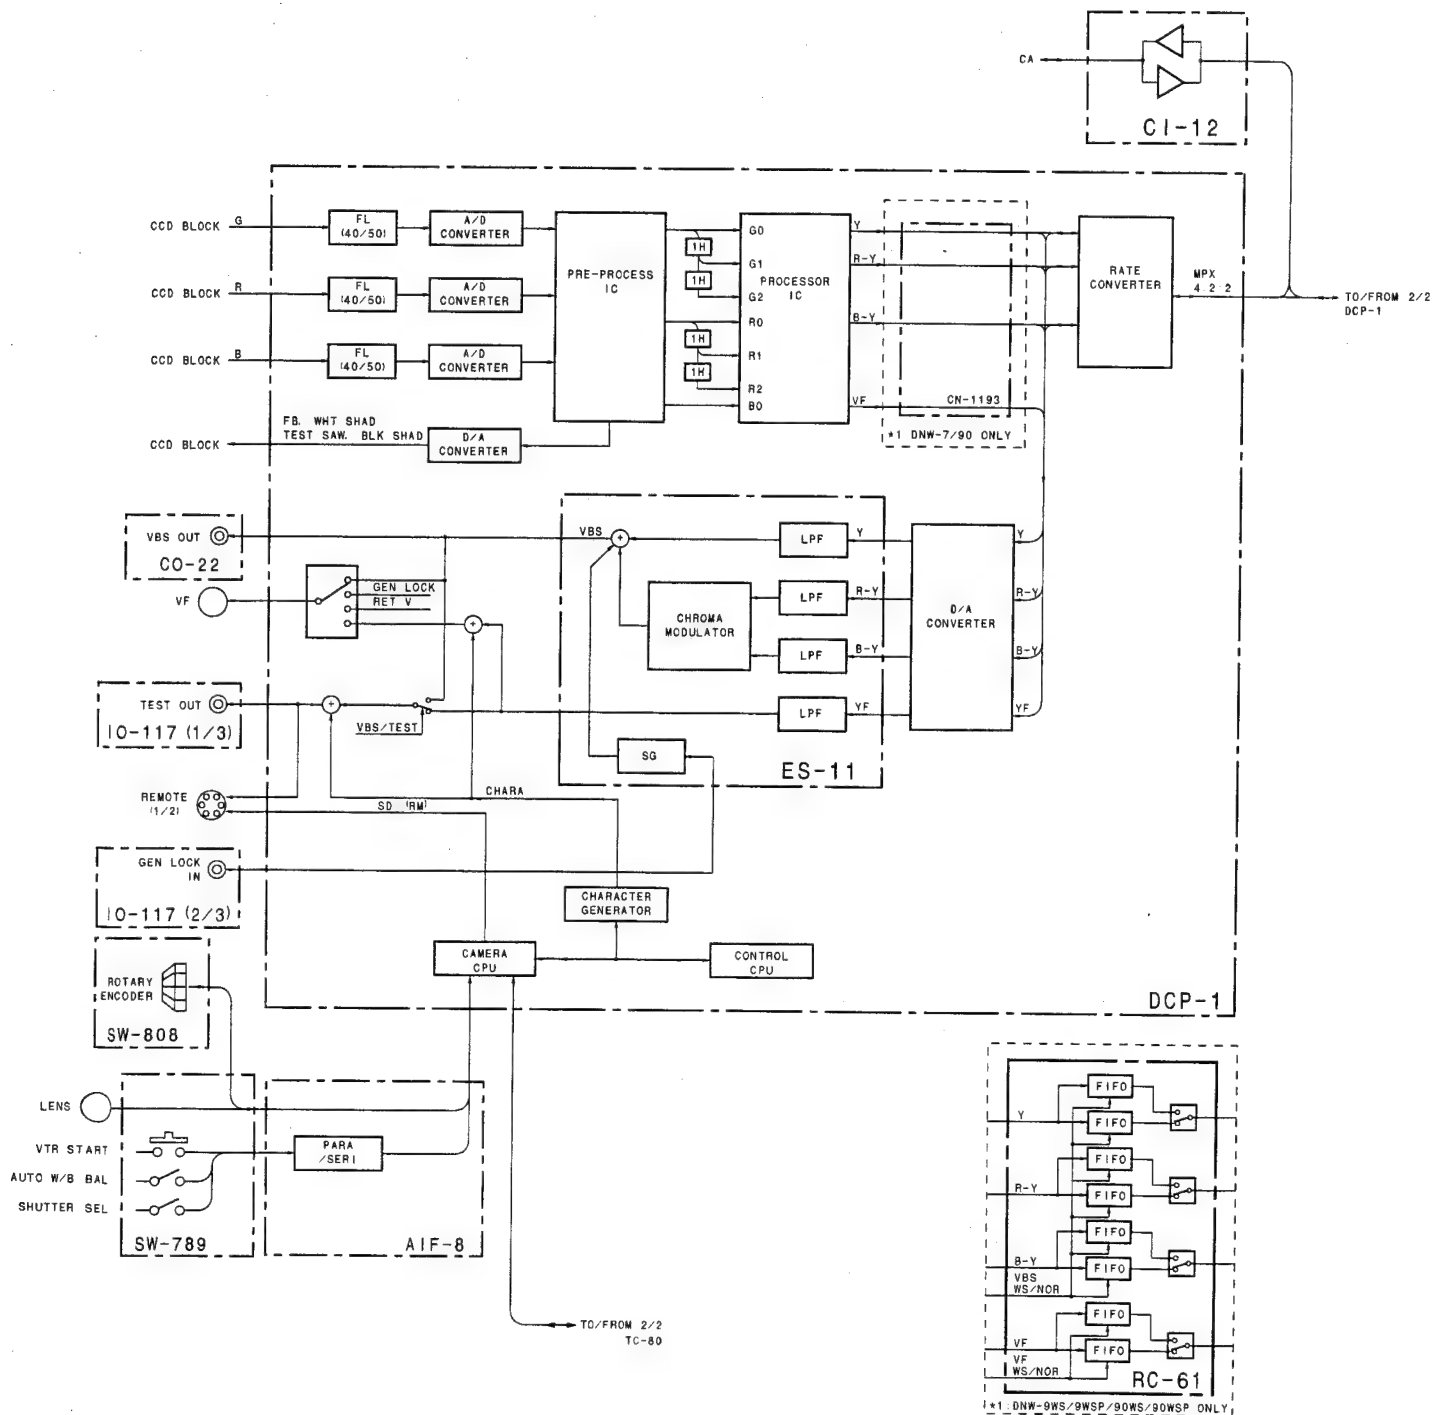 CA
CI-12
CCD BLOCK G
FL (40/50)
A/D CONVERTER
CCD BLOCK R
FL (40/50)
A/D CONVERTER
CCD BLOCK B
FL (40/50)
A/D CONVERTER
PRE-PROCESS IC
1H
1H
1H
1H
G0
G1
G2
R0
R1
R2
B0
PROCESSOR IC
Y
R-Y
B-Y
VF
CN-1193
*1 DNW-7/90 ONLY
RATE CONVERTER
MPX
4:2:2
TO/FROM 2/2
DCP-1
CCD BLOCK
FB. WHT SHAD
TEST SAW. BLK SHAD
D/A CONVERTER
VBS OUT
CO-22
VF
GEN LOCK
RET V
VBS
LPF
Y
LPF
R-Y
LPF
B-Y
LPF
YF
CHROMA MODULATOR
SG
ES-11
D/A CONVERTER
Y
R-Y
B-Y
YF
TEST OUT
IO-117 (1/3)
VBS/TEST
REMOTE
(1/2)
CHARA
SD (RM)
GEN LOCK
IN
IO-117 (2/3)
CHARACTER GENERATOR
CAMERA CPU
CONTROL CPU
DCP-1
ROTARY ENCODER
SW-808
LENS
VTR START
AUTO W/B BAL
SHUTTER SEL
SW-789
PARA /SERI
AIF-8
TO/FROM 2/2
TC-80
FIFO
Y
FIFO
FIFO
R-Y
FIFO
FIFO
B-Y
FIFO
VBS
WS/NOR
FIFO
VF
FIFO
VF
WS/NOR
RC-61
*1:DNW-9WS/9WSP/90WS/90WSP ONLY